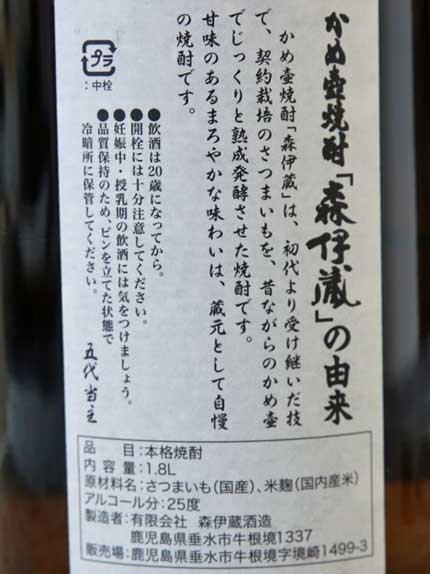 かめ壺焼酎「森伊蔵」の由来
かめ壺焼酎「森伊蔵」は、初代より受け継いだ技
で、契約栽培のさつまいもを、昔ながらのかめ壺
でじっくりと熟成発酵させた焼酎です。
甘味のあるまろやかな味わいは、蔵元として自慢
の焼酎です。
●飲酒は20歳になってから。
●開栓には十分注意してください。
●妊娠中・授乳期の飲酒には気をつけましょう。
●品質保持のため、ビンを立てた状態で
冷暗所に保管してください。
五代当主
プラ
:中栓
品　　目:本格焼酎
内 容 量:1.8L
原材料名:さつまいも(国産)、米麹(国内産米)
アルコール分:25度
製造者:有限会社　森伊蔵酒造
鹿児島県垂水市牛根境1337
販売場:鹿児島県垂水市牛根境字境崎1499-3